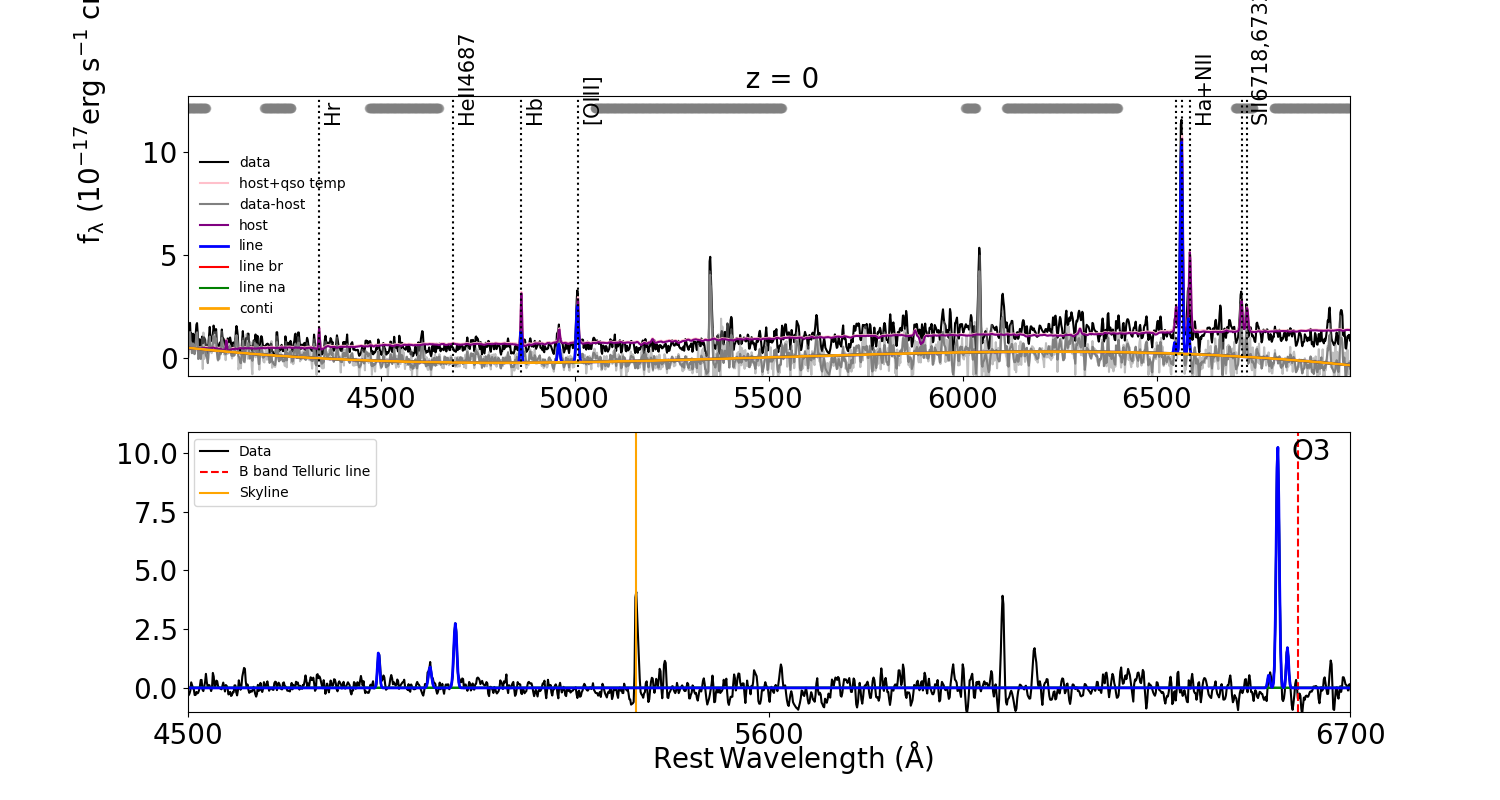 z = 0
Hr
HeII4687
Hb
[OIII]
Ha+NII
f_λ (10^−17 erg s^−1
10
5
0
data
host+qso temp
data-host
host
line
line br
line na
conti
4500 5000 5500 6000 6500
10.0
7.5
5.0
2.5
0.0
Data
B band Telluric line
Skyline
O3
4500 5600 6700
Rest Wavelength (Å)